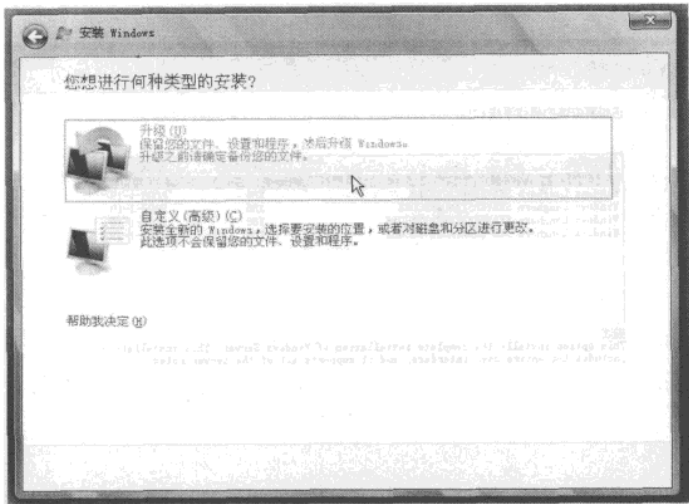 安装 Windows
您想进行何种类型的安装?
升级(U)
保留您的文件、设置和程序，然后升级 Windows。
升级之前请确定备份您的文件。
自定义(高级)(C)
安装全新的 Windows，选择要安装的位置，或者对磁盘和分区进行更改。
此选项不会保留您的文件、设置和程序。
帮助我决定(H)